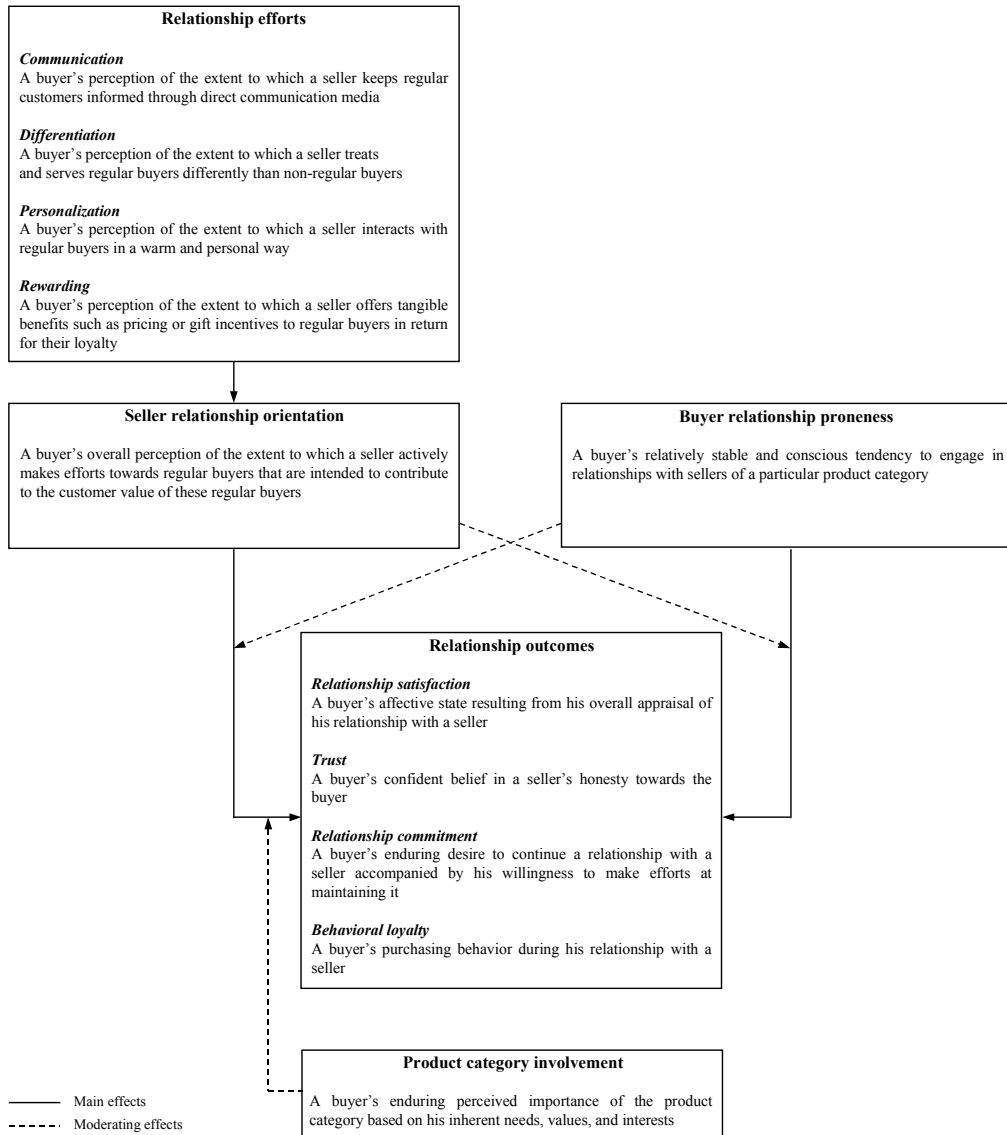 Relationship efforts
Communication
A buyer’s perception of the extent to which a seller keeps regular
customers informed through direct communication media
Differentiation
A buyer’s perception of the extent to which a seller treats
and serves regular buyers differently than non-regular buyers
Personalization
A buyer’s perception of the extent to which a seller interacts with
regular buyers in a warm and personal way
Rewarding
A buyer’s perception of the extent to which a seller offers tangible
benefits such as pricing or gift incentives to regular buyers in return
for their loyalty
Seller relationship orientation
A buyer’s overall perception of the extent to which a seller actively
makes efforts towards regular buyers that are intended to contribute
to the customer value of these regular buyers
Buyer relationship proneness
A buyer’s relatively stable and conscious tendency to engage in
relationships with sellers of a particular product category
Relationship outcomes
Relationship satisfaction
A buyer’s affective state resulting from his overall appraisal of
his relationship with a seller
Trust
A buyer’s confident belief in a seller’s honesty towards the
buyer
Relationship commitment
A buyer’s enduring desire to continue a relationship with a
seller accompanied by his willingness to make efforts at
maintaining it
Behavioral loyalty
A buyer’s purchasing behavior during his relationship with a
seller
Product category involvement
A buyer’s enduring perceived importance of the product
category based on his inherent needs, values, and interests
Main effects
Moderating effects